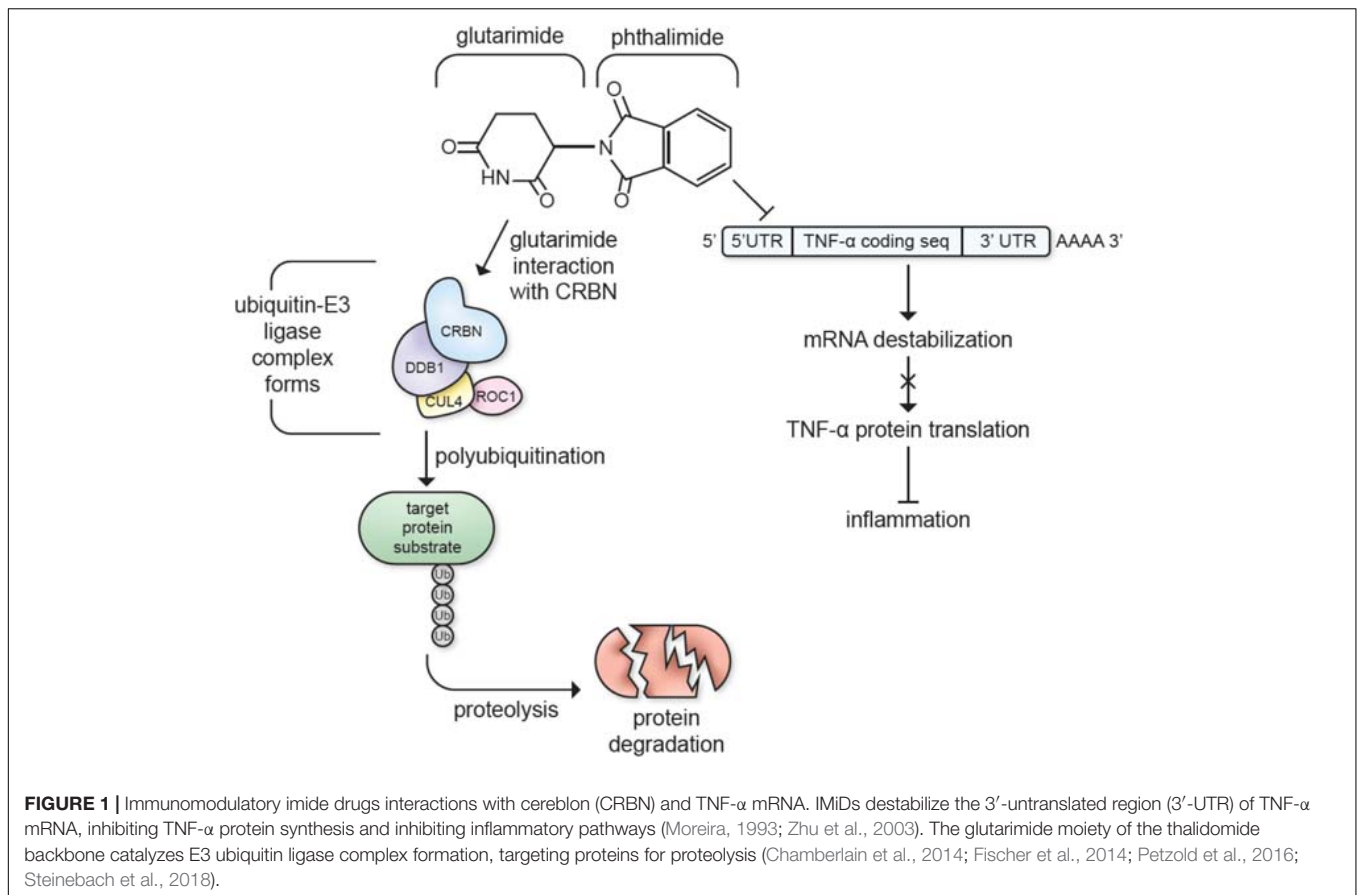 glutarimide phthalimide
O
O
N
HN
O
O
glutarimide
interaction
with CRBN
5' 5'UTR TNF-α coding seq 3' UTR AAAA 3'
ubiquitin-E3
ligase
complex
forms
CRBN
DDB1
CUL4 ROC1
mRNA destabilization
TNF-α protein translation
inflammation
polyubiquitination
target
protein
substrate
Ub
Ub
Ub
Ub
proteolysis
protein
degradation
FIGURE 1 | Immunomodulatory imide drugs interactions with cereblon (CRBN) and TNF-α mRNA. IMiDs destabilize the 3′-untranslated region (3′-UTR) of TNF-α
mRNA, inhibiting TNF-α protein synthesis and inhibiting inflammatory pathways (Moreira, 1993; Zhu et al., 2003). The glutarimide moiety of the thalidomide
backbone catalyzes E3 ubiquitin ligase complex formation, targeting proteins for proteolysis (Chamberlain et al., 2014; Fischer et al., 2014; Petzold et al., 2016;
Steinebach et al., 2018).